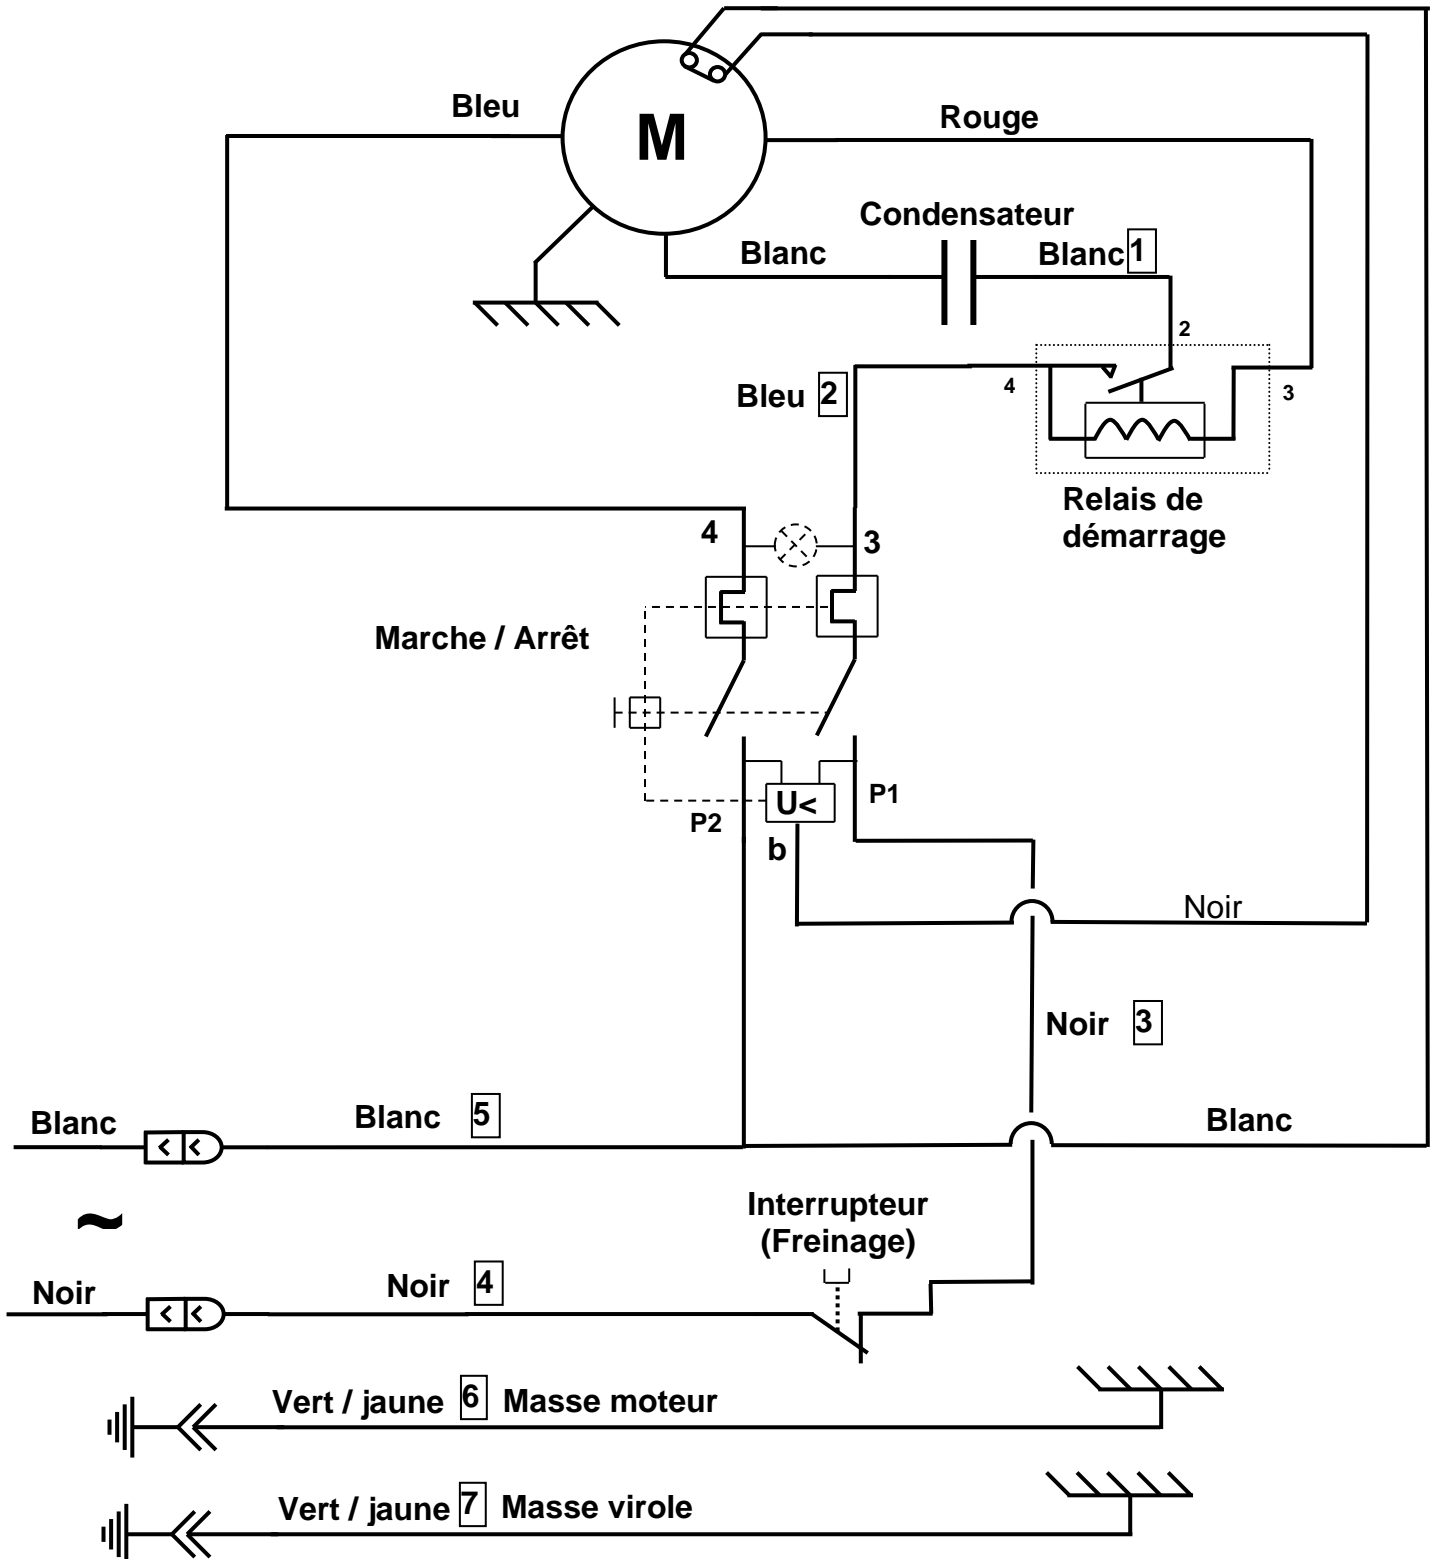 Bleu
M
Rouge
Condensateur
Blanc
Blanc 1
2
Bleu 2
4
3
Relais de
démarrage
4
3
Marche / Arrêt
U<
P1
P2
b
Noir
Noir 3
Blanc
Blanc 5
Blanc
~
Interrupteur
(Freinage)
Noir
Noir 4
Vert / jaune 6 Masse moteur
Vert / jaune 7 Masse virole